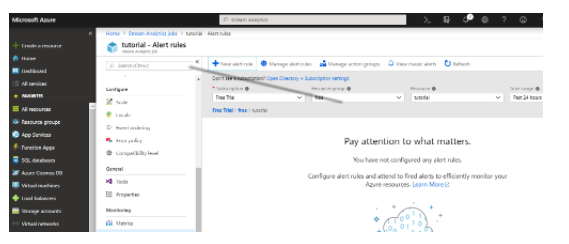 Microsoft Azure
Stream analytics
Home > Stream Analytics jobs > tutorial - Alert rules
Create a resource
Home
Dashboard
All services
FAVORITES
All resources
Resource groups
App Services
Function Apps
SQL databases
Azure Cosmos DB
Virtual machines
Load balancers
Storage accounts
Virtual networks
tutorial - Alert rules
Stream Analytics job
Search (Ctrl+/)
Configure
Scale
Locale
Event ordering
Error policy
Compatibility level
General
Tools
Properties
Monitoring
Metrics
New alert rule
Manage alert rules
Manage action groups
View classic alerts
Refresh
Don't see a subscription? Open Directory + Subscription settings
* Subscription
Resource group
Resource
Time range
Free Trial
free
tutorial
Past 24 hours
Free Trial > free > tutorial
Pay attention to what matters.
You have not configured any alert rules.
Configure alert rules and attend to fired alerts to efficiently monitor your
Azure resources. Learn More